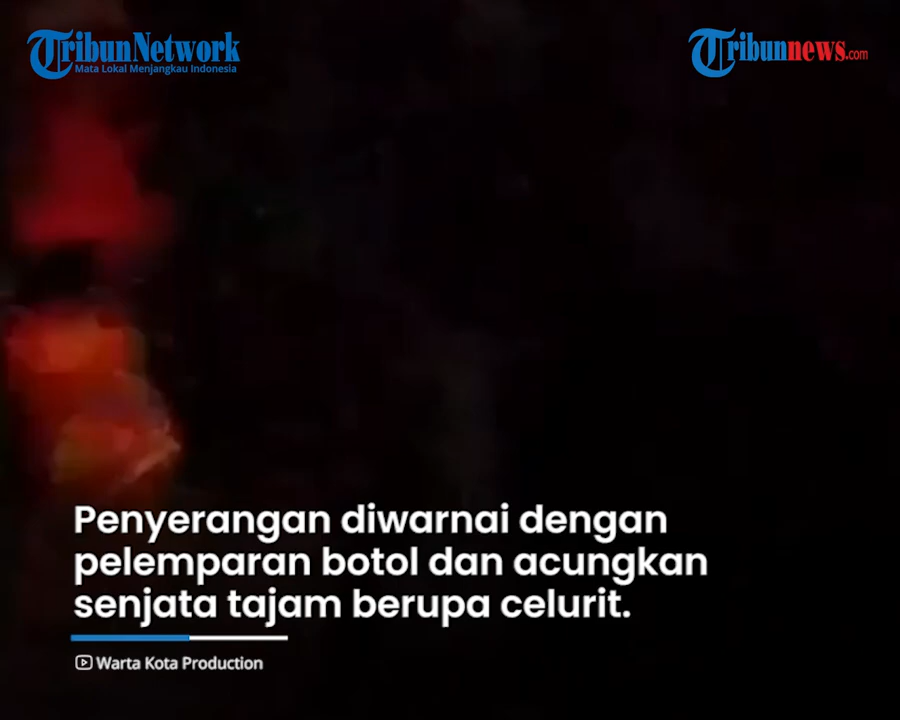 TribunNetwork
Mata Lokal Menjangkau Indonesia
Tribunnews.com
Penyerangan diwarnai dengan
pelemparan botol dan acungkan
senjata tajam berupa celurit.
Warta Kota Production